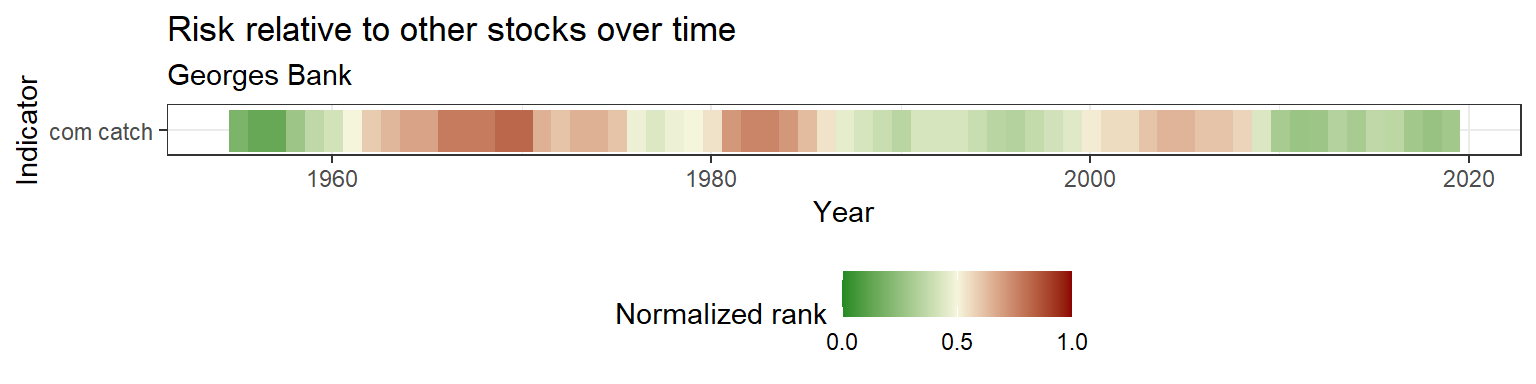 Risk relative to other stocks over time
Georges Bank
Indicator
com catch
1960 1980 2000 2020
Year
Normalized rank
0.0 0.5 1.0